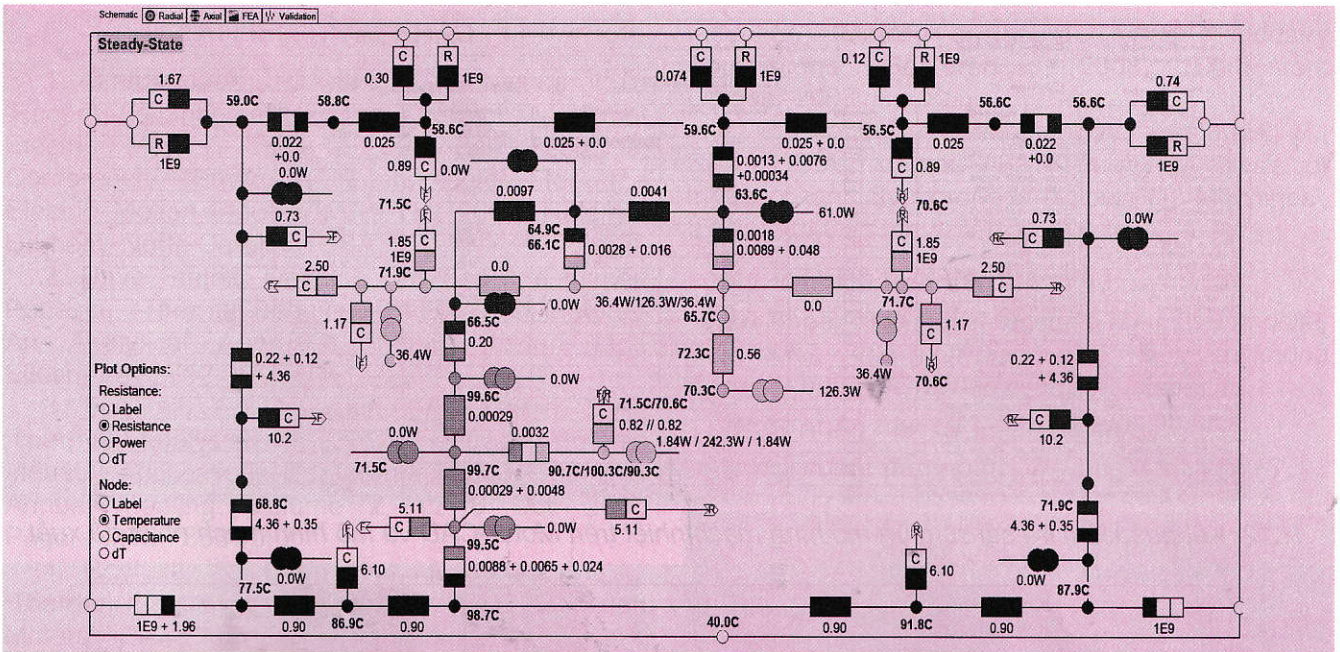 Schematic Radial Axial FEA Validation
Steady-State
C R 0.30 1E9
C R 0.074 1E9
C R 0.12 1E9
1.67
C
R
1E9
59.0C
58.8C
0.022
+0.0
0.025
58.6C
0.025 + 0.0
59.6C
0.025 + 0.0
56.5C
0.025
56.6C
0.022
+0.0
56.6C
0.74
C
R
1E9
0.0W
0.73
C
F
0.89
C
71.5C
F
F
C
1.85
1E9
71.9C
2.50
C
F
1.17
C
F
36.4W
0.0W
0.0097
0.0041
64.9C
66.1C
0.0028 + 0.016
0.0013 + 0.0076
+0.00034
63.6C
61.0W
0.0018
0.0089 + 0.048
0.89
C
70.6C
R
R
C
1.85
1E9
0.73
C
R
0.0W
2.50
C
R
0.0
0.0W
36.4W/126.3W/36.4W
65.7C
0.0
71.7C
1.17
C
R
70.6C
36.4W
66.5C
0.20
0.0W
72.3C
0.56
70.3C
126.3W
99.6C
0.00029
71.5C/70.6C
F/R
C
0.82 // 0.82
1.84W / 242.3W / 1.84W
0.0W
71.5C
0.0032
90.7C/100.3C/90.3C
99.7C
0.00029 + 0.0048
5.11
C
F
0.0W
C
R
5.11
99.5C
0.0088 + 0.0065 + 0.024
0.22 + 0.12
+ 4.36
C
F
10.2
68.8C
4.36 + 0.35
0.0W
77.5C
R
C
6.10
0.22 + 0.12
+ 4.36
R
C
10.2
71.9C
4.36 + 0.35
0.0W
87.9C
R
C
6.10
Plot Options:
Resistance:
Label
Resistance
Power
dT
Node:
Label
Temperature
Capacitance
dT
1E9 + 1.96
0.90
86.9C
0.90
98.7C
40.0C
0.90
91.8C
0.90
1E9